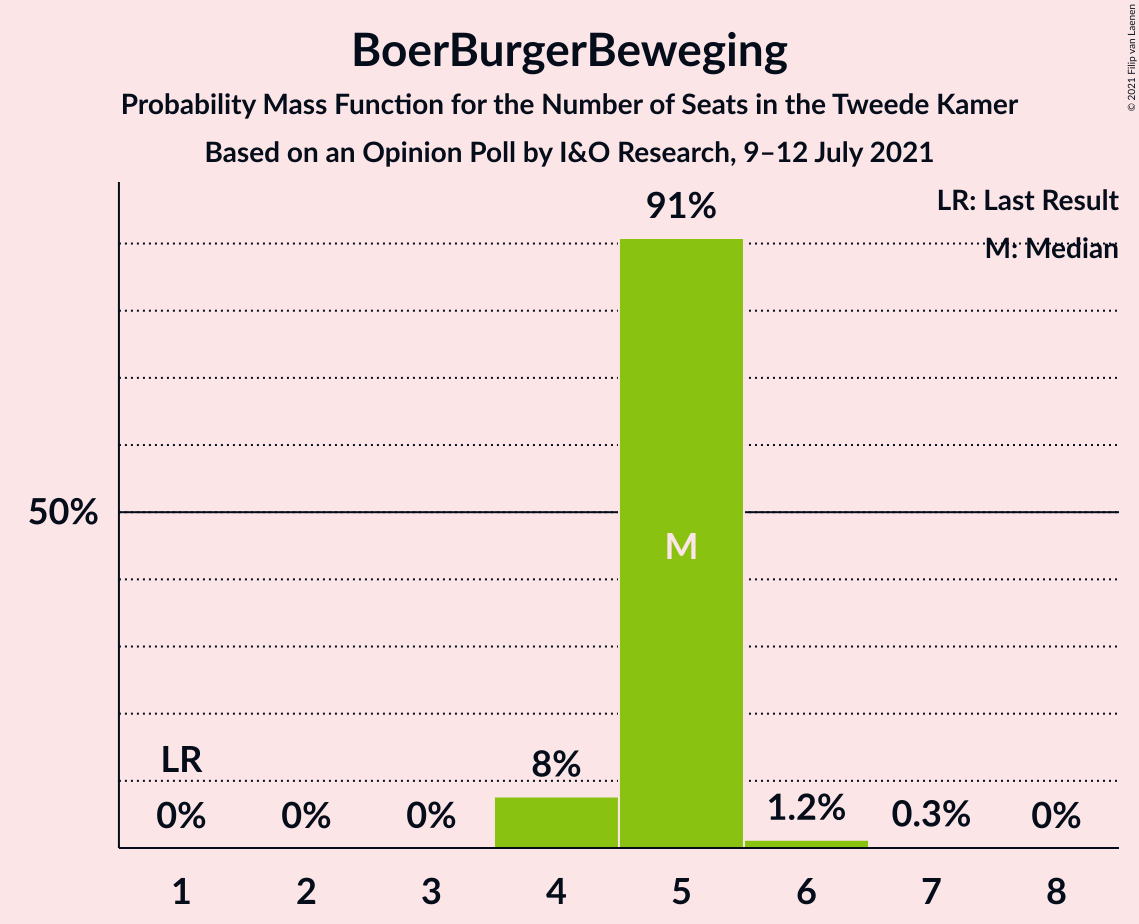 BoerBurgerBeweging
Probability Mass Function for the Number of Seats in the Tweede Kamer
Based on an Opinion Poll by I&O Research, 9–12 July 2021
© 2021 Filip van Laenen
LR: Last Result
M: Median
91%
50%
M
LR
0%
0%
0%
8%
1.2%
0.3%
0%
1
2
3
4
5
6
7
8